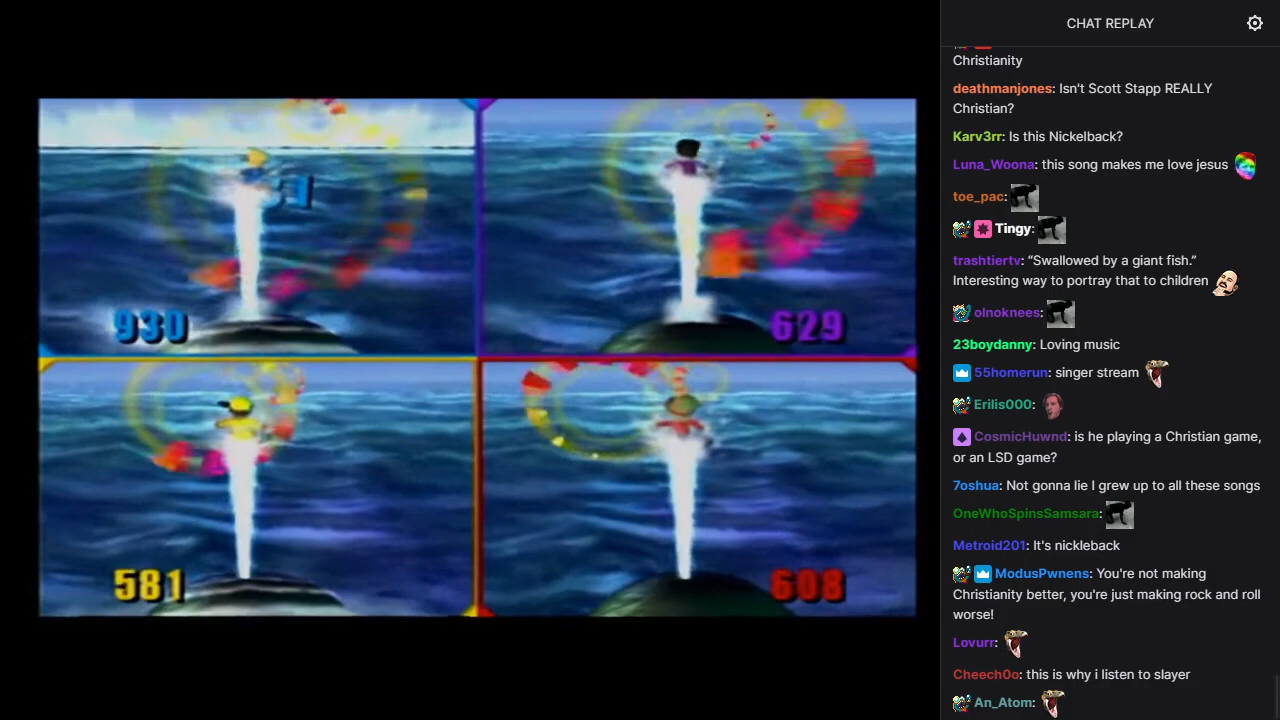 CHAT REPLAY
Christianity
deathmanjones: Isn't Scott Stapp REALLY
Christian?
Karv3rr: Is this Nickelback?
Luna_Woona: this song makes me love jesus
toe_pac:
Tingy:
trashtiertv: “Swallowed by a giant fish.”
Interesting way to portray that to children
olnoknees:
23boydanny: Loving music
55homerun: singer stream
Erilis000:
CosmicHuwnd: is he playing a Christian game,
or an LSD game?
7oshua: Not gonna lie I grew up to all these songs
OneWhoSpinsSamsara:
Metroid201: It's nickleback
ModusPwnens: You're not making
Christianity better, you're just making rock and roll
worse!
Lovurr:
Cheech0o: this is why i listen to slayer
An_Atom:
930
629
581
608